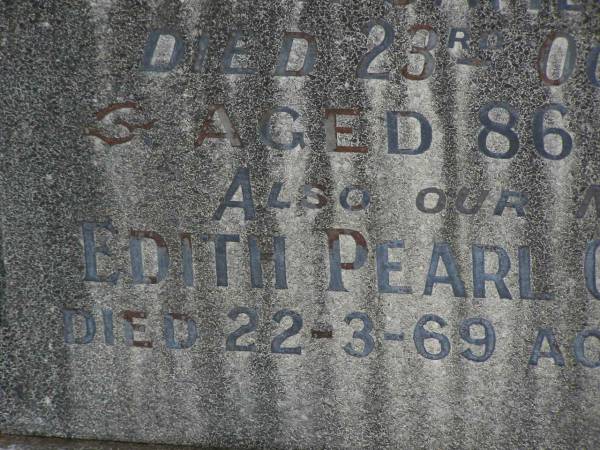 DIED 23RD
AGED 86
ALSO OUR
EDITH PEARL
DIED 22-3-69